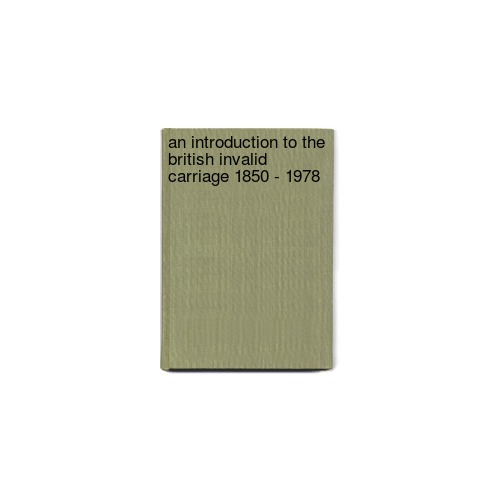 an introduction to the
british invalid
carriage 1850 - 1978